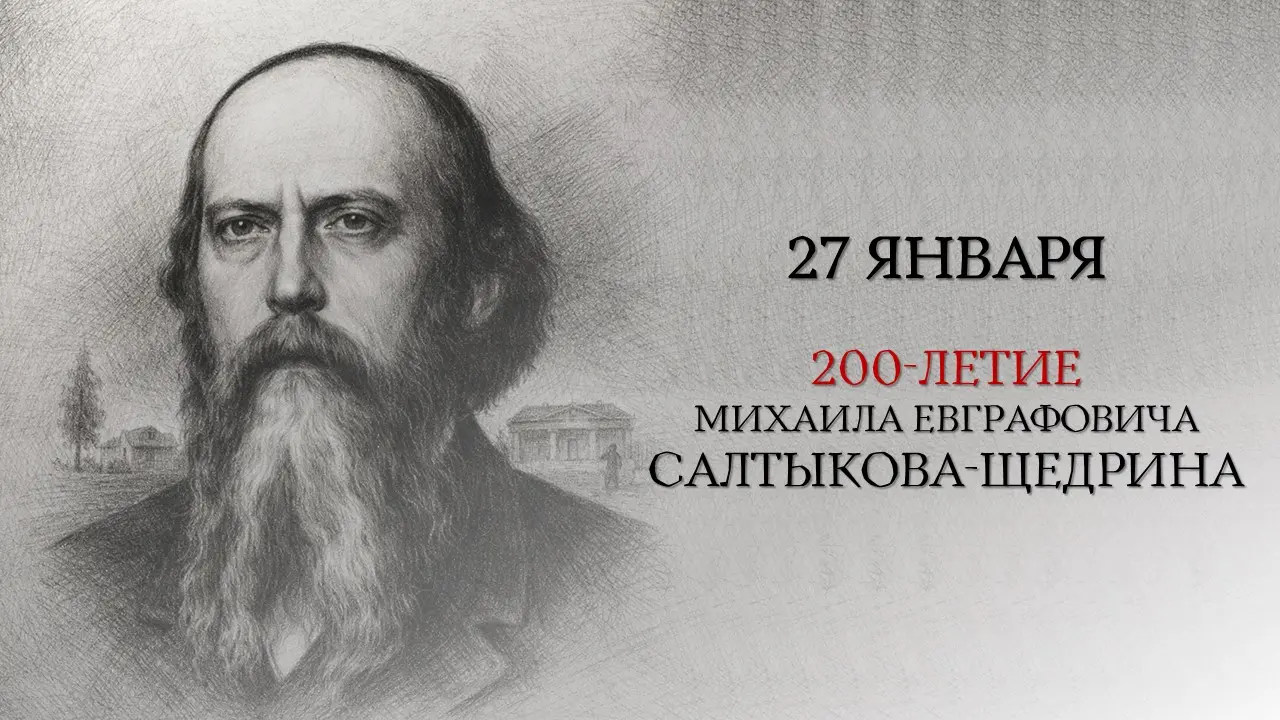 27 ЯНВАРЯ
200-ЛЕТИЕ
МИХАИЛА ЕВГРАФОВИЧА
САЛТЫКОВА-ЩЕДРИНА